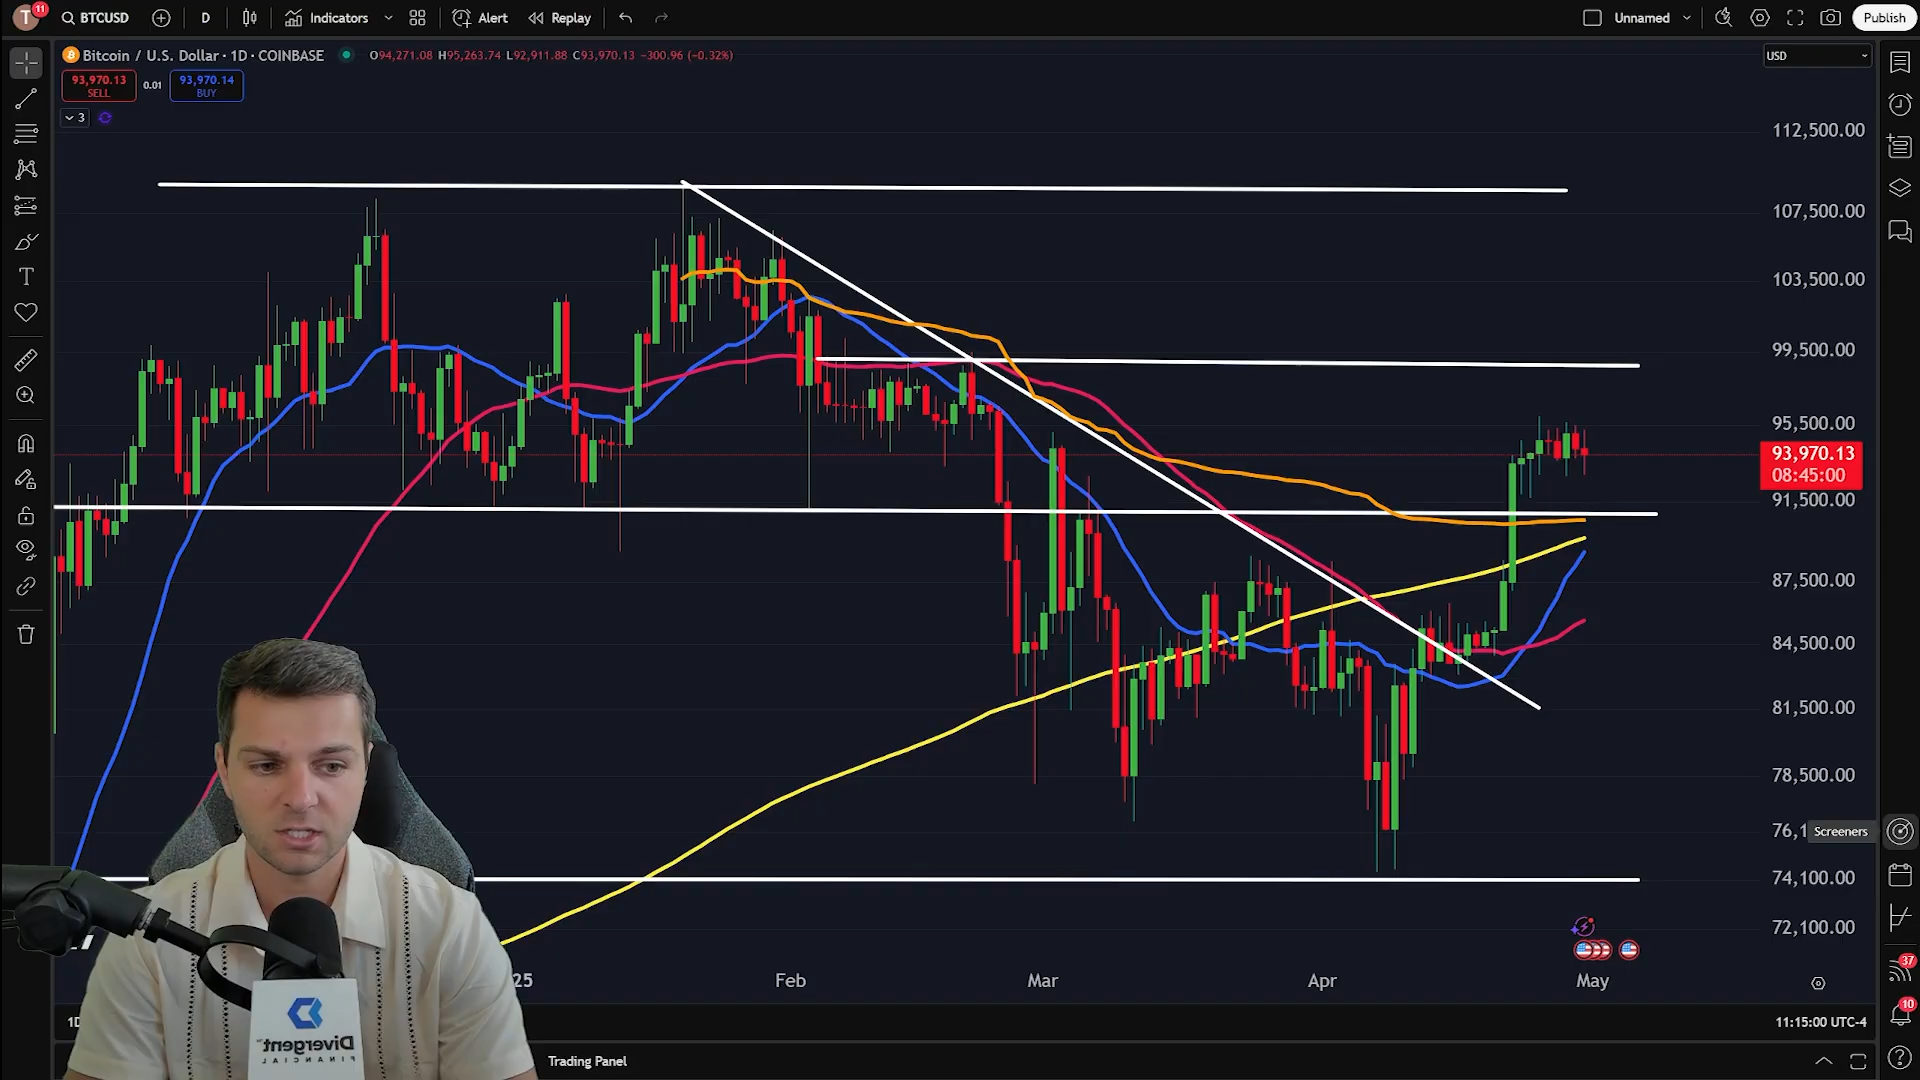 T 11 BTCUSD D Indicators Alert Replay Unnamed Publish
Bitcoin / U.S. Dollar · 1D · COINBASE O94,271.08 H95,263.74 L92,911.88 C93,970.13 -300.96 (-0.32%)
USD
93,970.13
SELL
0.01
93,970.14
BUY
3
112,500.00
107,500.00
103,500.00
99,500.00
95,500.00
93,970.13
08:45:00
91,500.00
87,500.00
84,500.00
81,500.00
78,500.00
76,1
Screeners
74,100.00
72,100.00
25 Feb Mar Apr May
37
10
1D
11:15:00 UTC-4
Divergent
FINANCIAL
Trading Panel